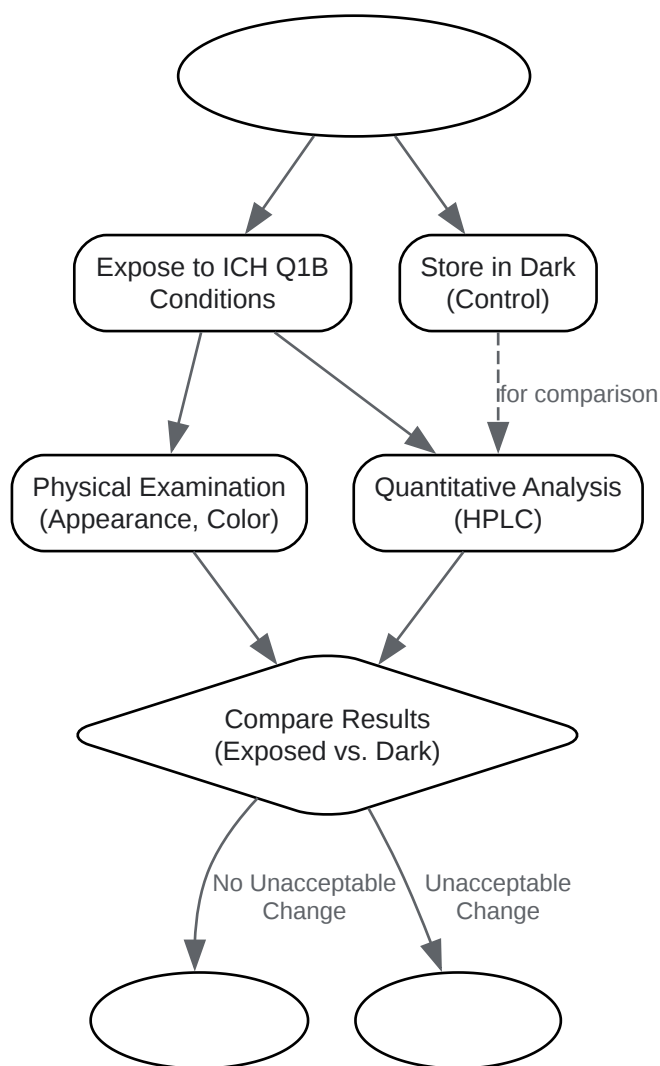 Expose to ICH Q1B
Conditions
Store in Dark
(Control)
for comparison
Physical Examination
(Appearance, Color)
Quantitative Analysis
(HPLC)
Compare Results
(Exposed vs. Dark)
No Unacceptable
Change
Unacceptable
Change